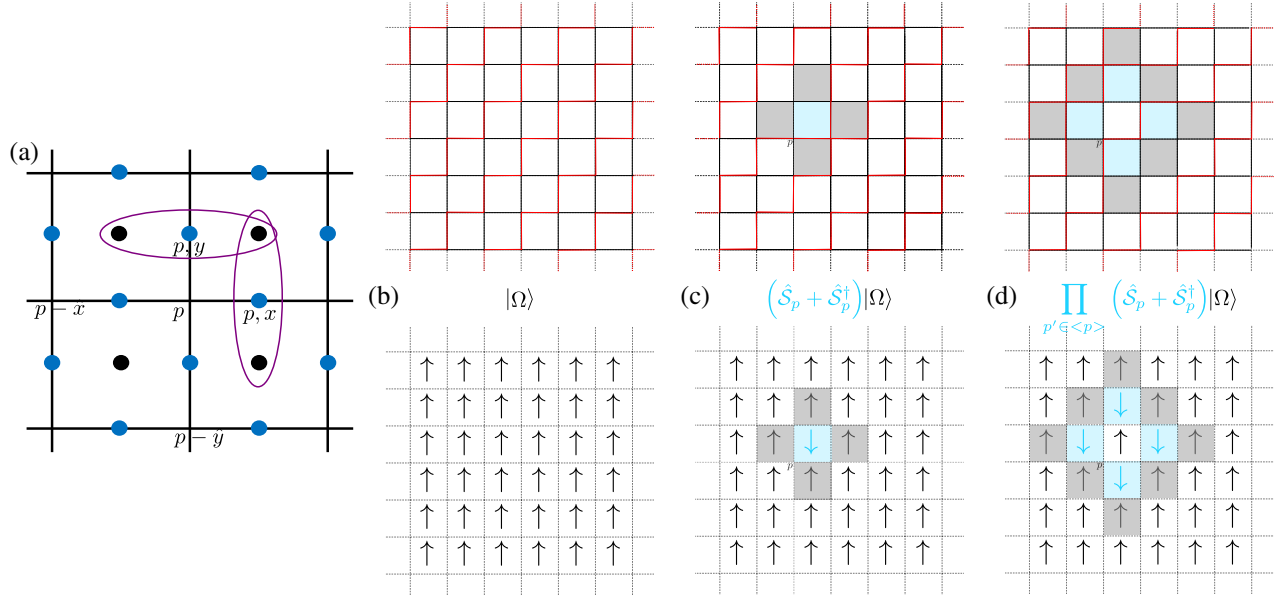 (a)
p, y
p − x
p
p, x
p − ŷ
(b)
|Ω⟩
↑ ↑ ↑ ↑ ↑ ↑
↑ ↑ ↑ ↑ ↑ ↑
↑ ↑ ↑ ↑ ↑ ↑
↑ ↑ ↑ ↑ ↑ ↑
↑ ↑ ↑ ↑ ↑ ↑
↑ ↑ ↑ ↑ ↑ ↑
p
(c)
(Ŝ_p + Ŝ_p^†)|Ω⟩
↑ ↑ ↑ ↑ ↑ ↑
↑ ↑ ↑ ↑ ↑ ↑
↑ ↑ ↓ ↑ ↑ ↑
p
↑ ↑ ↑ ↑ ↑ ↑
↑ ↑ ↑ ↑ ↑ ↑
↑ ↑ ↑ ↑ ↑ ↑
p
(d)
∏_{p′∈<p>} (Ŝ_p + Ŝ_p^†)|Ω⟩
↑ ↑ ↑ ↑ ↑ ↑
↑ ↑ ↓ ↑ ↑ ↑
↑ ↓ ↑ ↓ ↑ ↑
p
↑ ↑ ↓ ↑ ↑ ↑
↑ ↑ ↑ ↑ ↑ ↑
↑ ↑ ↑ ↑ ↑ ↑